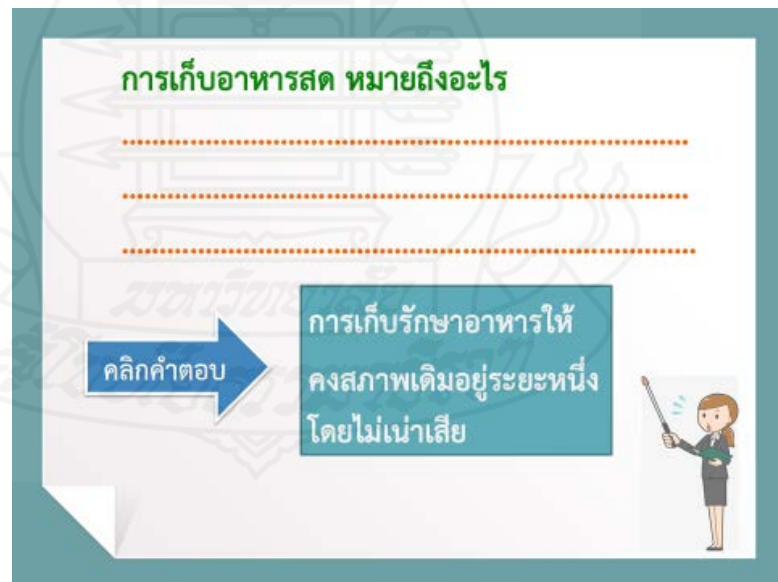 การเก็บอาหารสด หมายถึงอะไร
คลิกคำตอบ
การเก็บรักษาอาหารให้
คงสภาพเดิมอยู่ระยะหนึ่ง
โดยไม่เน่าเสีย